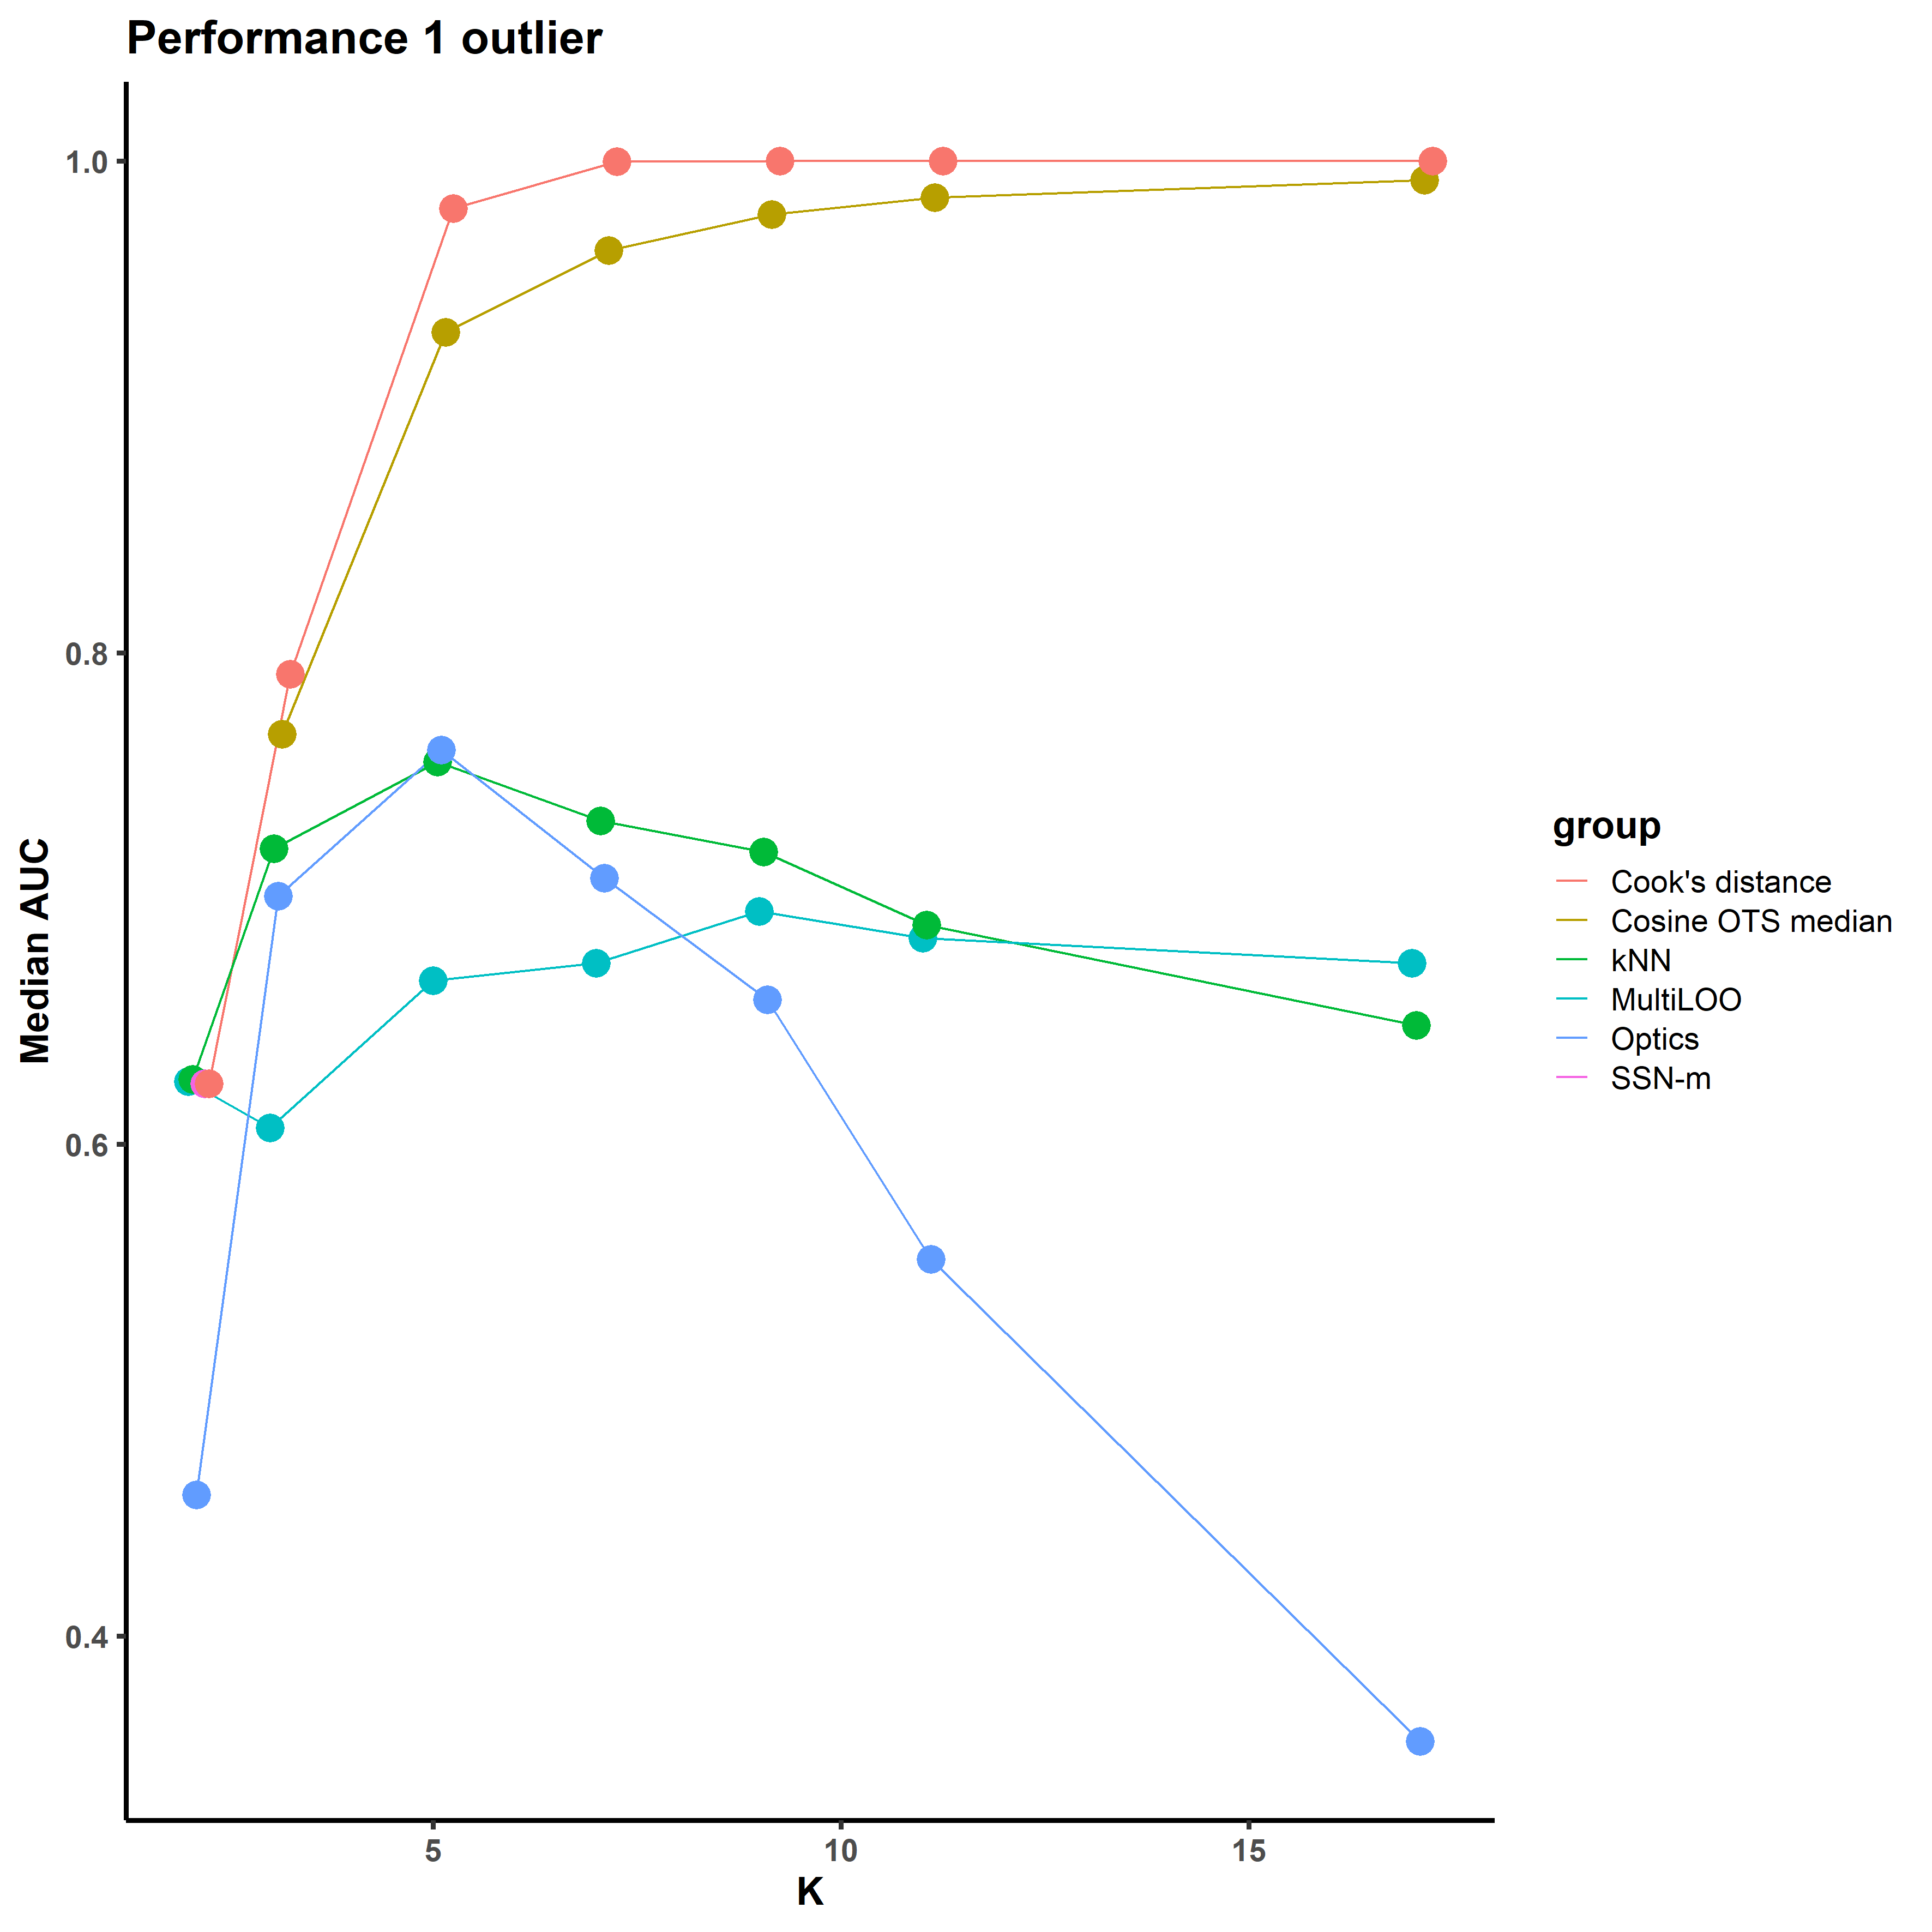 Performance 1 outlier
1.0
0.8
0.6
0.4
Median AUC
5
10
15
K
group
Cook's distance
Cosine OTS median
kNN
MultiLOO
Optics
SSN-m